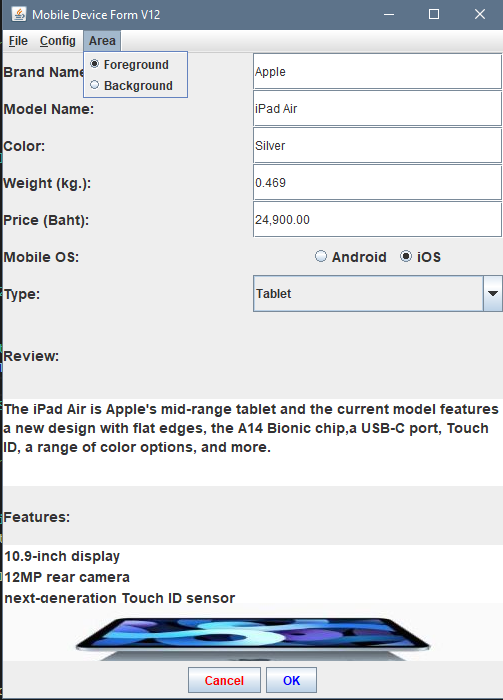 Mobile Device Form V12
File Config Area
Foreground
Background
Brand Name
Apple
Model Name:
iPad Air
Color:
Silver
Weight (kg.):
0.469
Price (Baht):
24,900.00
Mobile OS:
Android iOS
Type:
Tablet
Review:
The iPad Air is Apple's mid-range tablet and the current model features
a new design with flat edges, the A14 Bionic chip,a USB-C port, Touch
ID, a range of color options, and more.
Features:
10.9-inch display
12MP rear camera
next-generation Touch ID sensor
Cancel OK